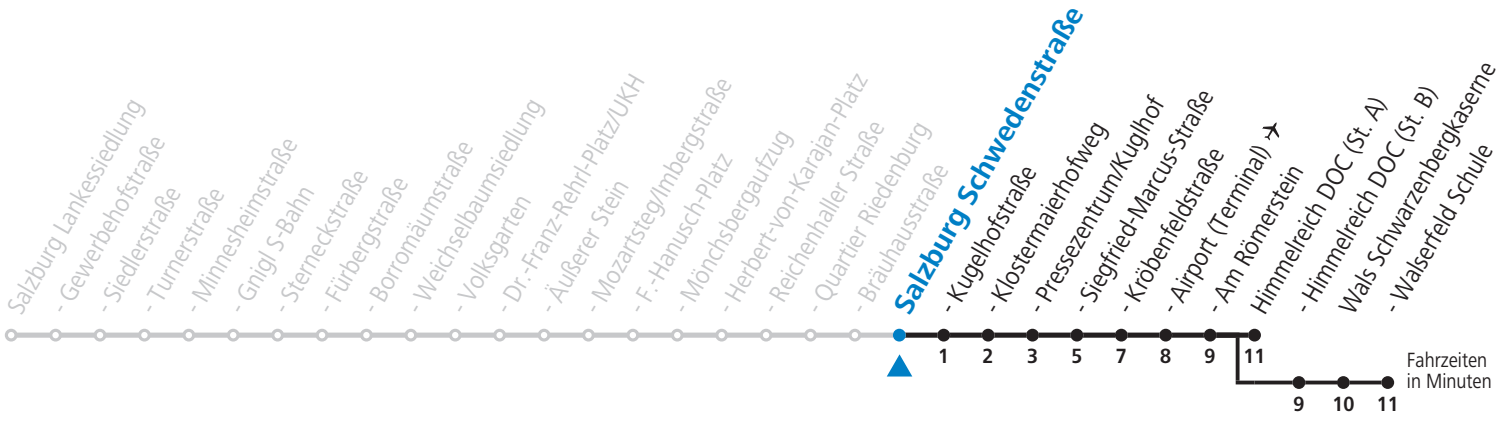 Salzburg Lankessiedlung
- Gewerbehofstraße
- Siedlerstraße
- Turnerstraße
- Minnesheimstraße
- Gnigl S-Bahn
- Sterneckstraße
- Fürbergstraße
- Borromäumstraße
- Weichselbaumsiedlung
- Volksgarten
- Dr.-Franz-Rehrl-Platz/UKH
- Äußerer Stein
- Mozartsteg/Imbergstraße
- F.-Hanusch-Platz
- Mönchsbergaufzug
- Herbert-von-Karajan-Platz
- Reichenhaller Straße
- Quartier Riedenburg
- Bräuhausstraße
Salzburg Schwedenstraße
- Kugelhofstraße
- Klostermaierhofweg
- Pressezentrum/Kuglhof
- Siegfried-Marcus-Straße
- Kröbenfeldstraße
- Airport (Terminal)
- Am Römerstein
Himmelreich DOC (St. A)
- Himmelreich DOC (St. B)
Wals Schwarzenbergkaserne
- Walserfeld Schule
1 2 3 5 7 8 9 11
Fahrzeiten
in Minuten
9 10 11